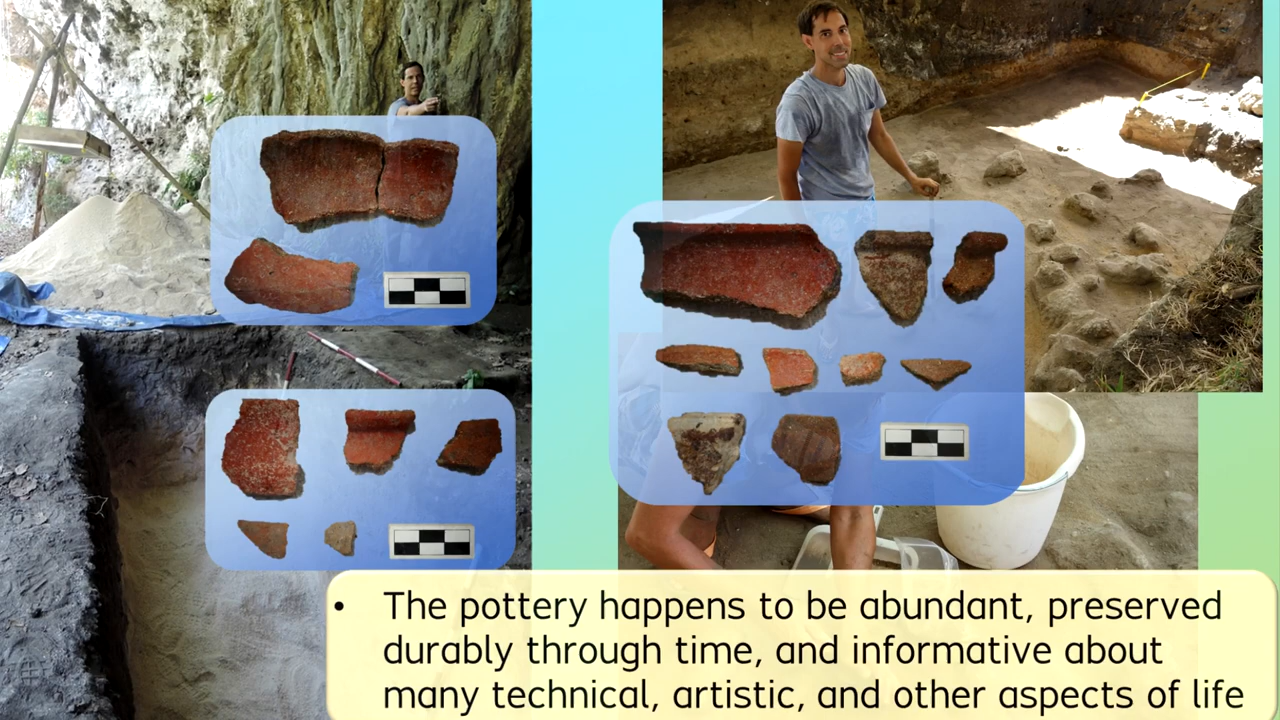 • The pottery happens to be abundant, preserved
durably through time, and informative about
many technical, artistic, and other aspects of life